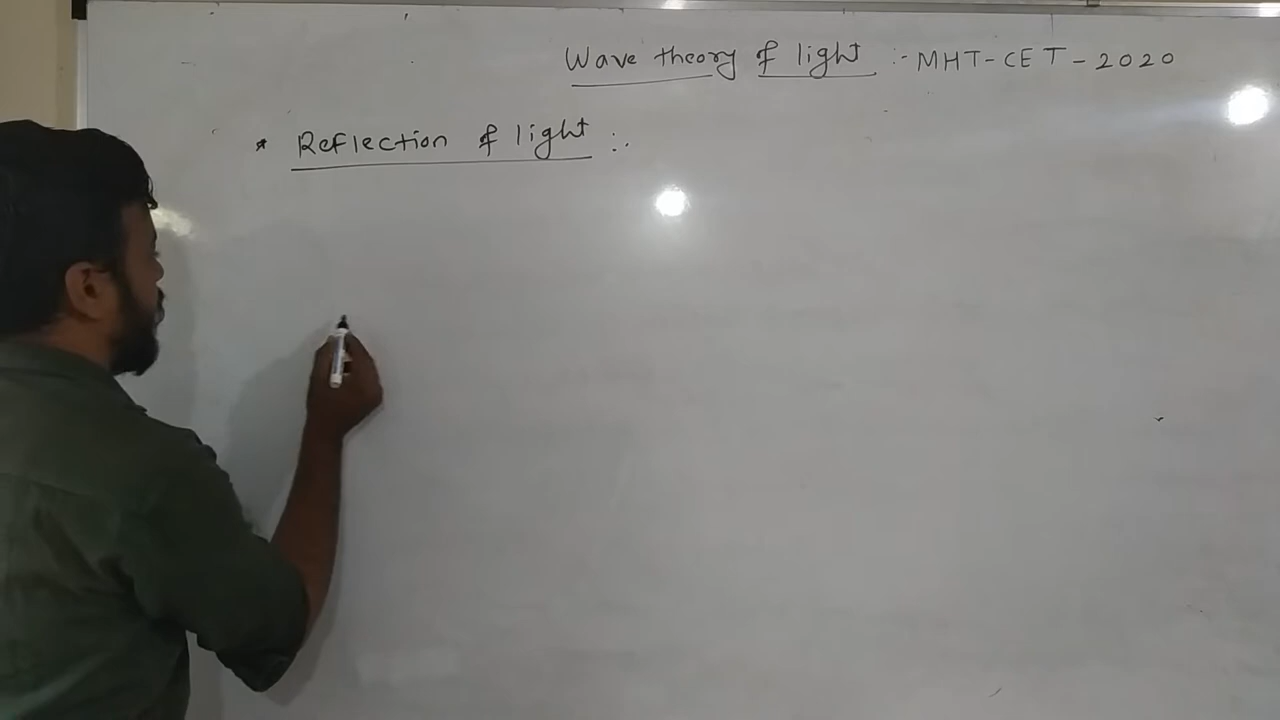 Wave theory of light :- MHT-CET-2020
* Reflection of light :.